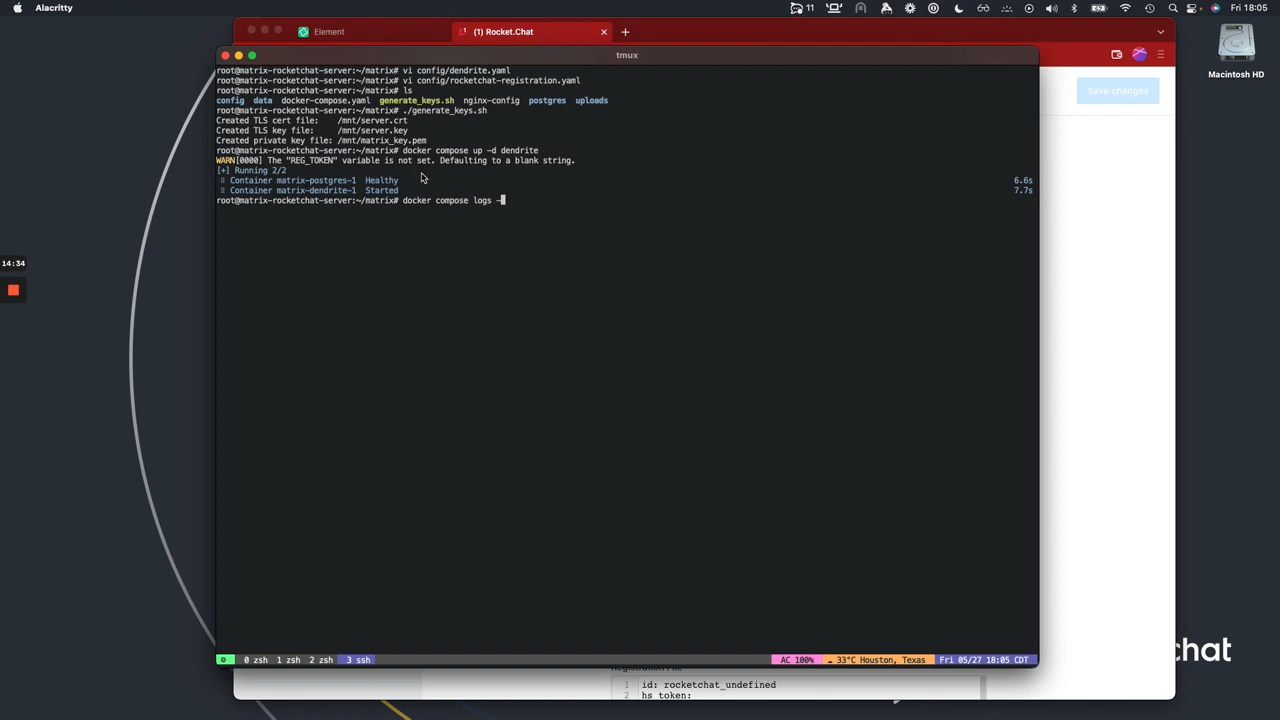 Alacritty
11
Fri 18:05
Element
(1) Rocket.Chat
Macintosh HD
Save changes
tmux
root@matrix-rocketchat-server:~/matrix# vi config/dendrite.yaml
root@matrix-rocketchat-server:~/matrix# vi config/rocketchat-registration.yaml
root@matrix-rocketchat-server:~/matrix# ls
config data docker-compose.yaml generate_keys.sh nginx-config postgres uploads
root@matrix-rocketchat-server:~/matrix# ./generate_keys.sh
Created TLS cert file: /mnt/server.crt
Created TLS key file: /mnt/server.key
Created private key file: /mnt/matrix_key.pem
root@matrix-rocketchat-server:~/matrix# docker compose up -d dendrite
WARN[0000] The "REG_TOKEN" variable is not set. Defaulting to a blank string.
[+] Running 2/2
⠿ Container matrix-postgres-1 Healthy 6.6s
⠿ Container matrix-dendrite-1 Started 7.7s
root@matrix-rocketchat-server:~/matrix# docker compose logs -
14:34
0 zsh 1 zsh 2 zsh 3 ssh
AC 100% 33°C Houston, Texas Fri 05/27 18:05 CDT
chat
Registration File
1 id: rocketchat_undefined
2 hs_token: